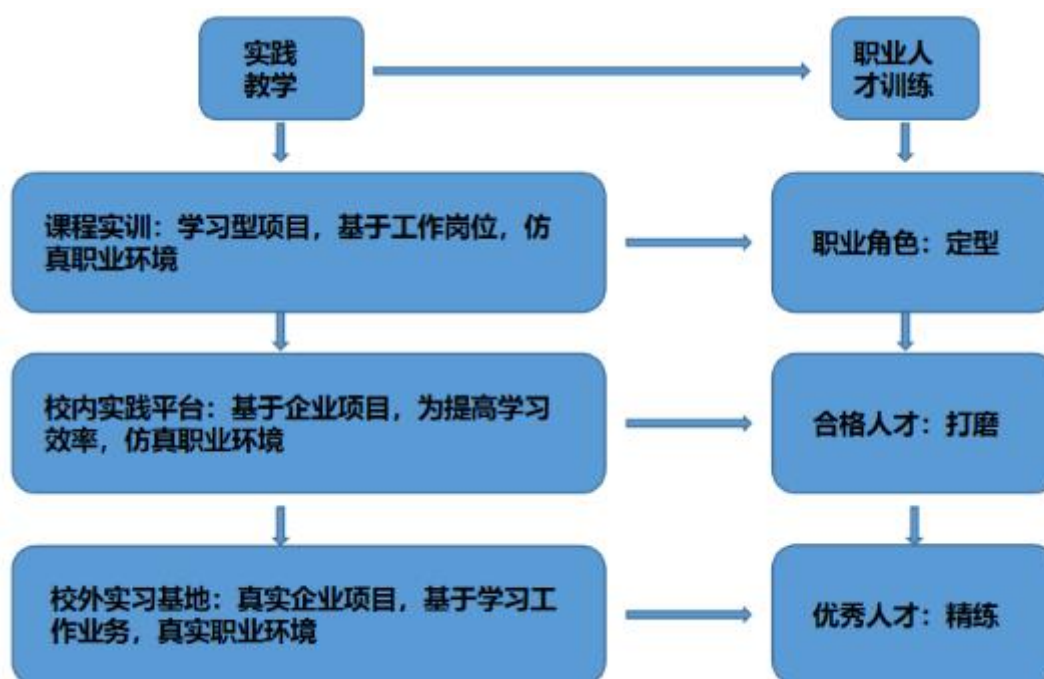 实践
教学
职业人
才训练
课程实训：学习型项目，基于工作岗位，仿
真职业环境
职业角色：定型
校内实践平台：基于企业项目，为提高学习
效率，仿真职业环境
合格人才：打磨
校外实习基地：真实企业项目，基于学习工
作业务，真实职业环境
优秀人才：精练